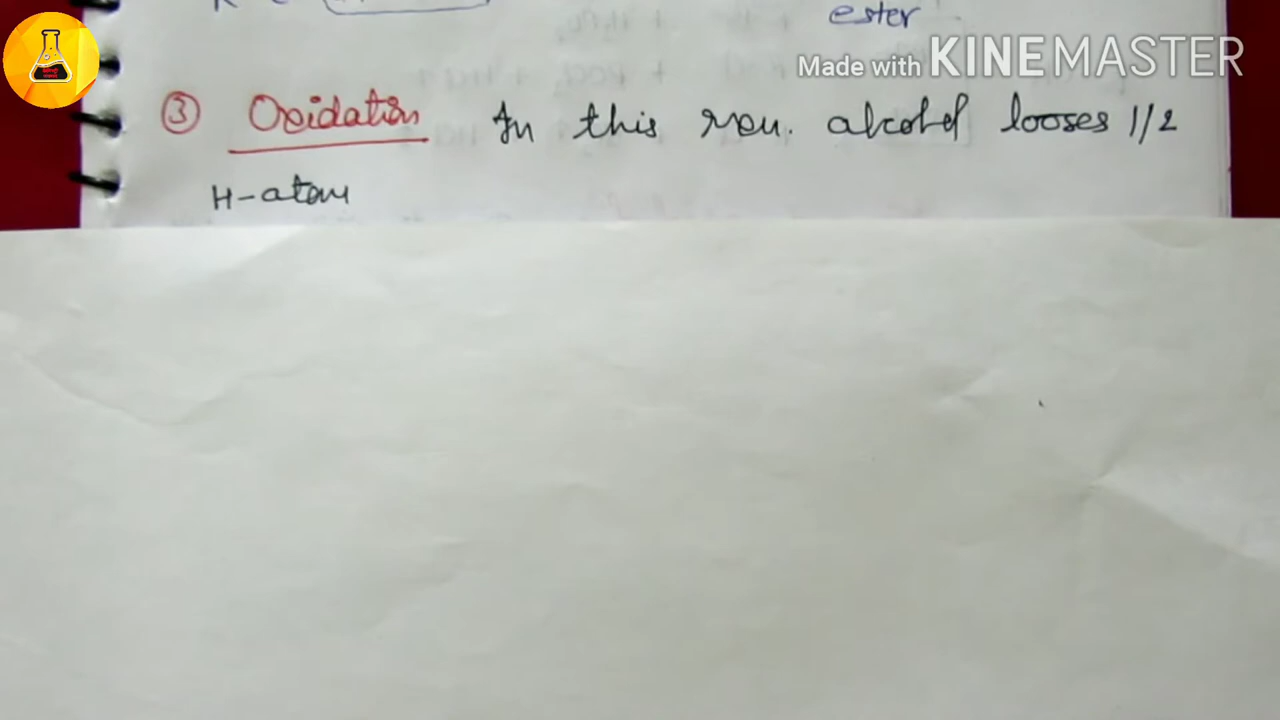 ester
Made with KINEMASTER
③ Oxidation In this rxn. alcohol looses 1/2
H-atom